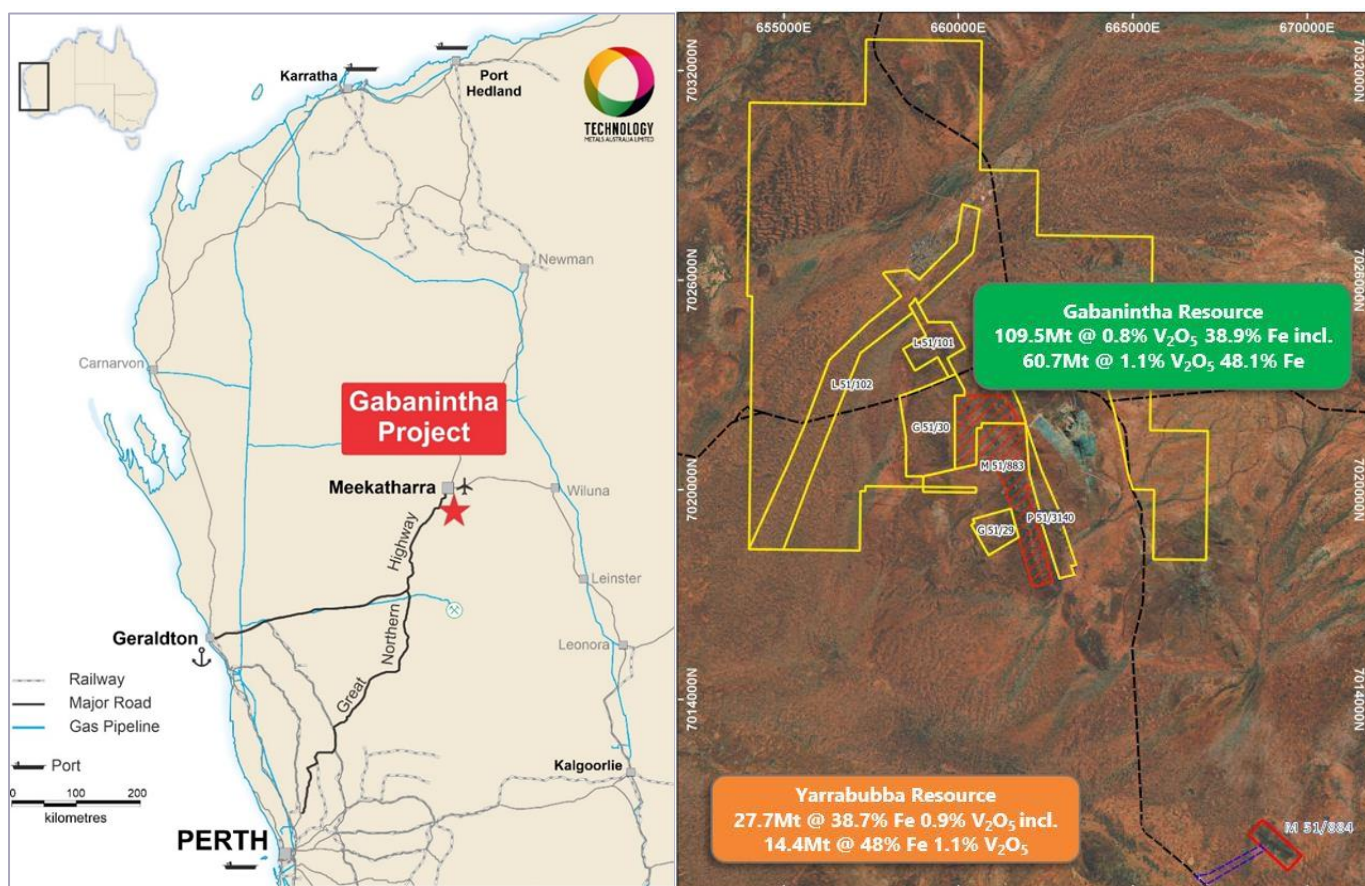 Karratha
Port
Hedland
TECHNOLOGY
METALS AUSTRALIA LIMITED
Newman
Carnarvon
Gabanintha
Project
Meekatharra
Wiluna
Highway
Leinster
Geraldton
Northern
Leonora
Great
Railway
Major Road
Gas Pipeline
Port
0 100 200
kilometres
Kalgoorlie
PERTH
655000E 660000E 665000E 670000E
7032000N 7032000N
7026000N 7026000N
Gabanintha Resource
109.5Mt @ 0.8% V₂O₅ 38.9% Fe incl.
60.7Mt @ 1.1% V₂O₅ 48.1% Fe
L 51/101
L 51/102
G 51/30
M 51/883
7020000N 7020000N
G 51/29
P 51/3140
7014000N 7014000N
Yarrabubba Resource
27.7Mt @ 38.7% Fe 0.9% V₂O₅ incl.
14.4Mt @ 48% Fe 1.1% V₂O₅
M 51/884